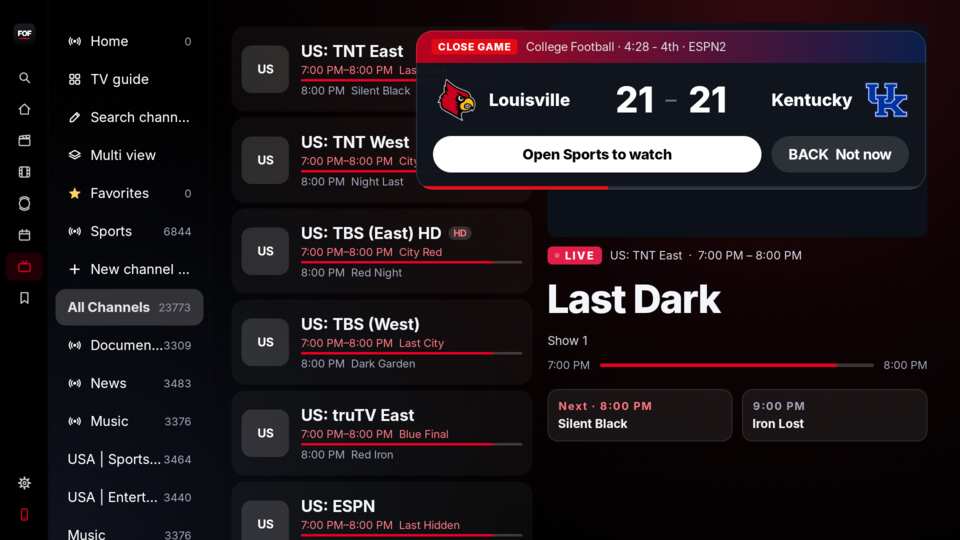 FOF
Home 0
TV guide
Search chann...
Multi view
Favorites 0
Sports 6844
New channel ...
All Channels 23773
Documen... 3309
News 3483
Music 3376
USA | Sports... 3464
USA | Entert... 3440
Music 3376
US
US: TNT East
7:00 PM–8:00 PM Las
8:00 PM Silent Black
US
US: TNT West
7:00 PM–8:00 PM City
8:00 PM Night Last
US
US: TBS (East) HD HD
7:00 PM–8:00 PM City Red
8:00 PM Red Night
US
US: TBS (West)
7:00 PM–8:00 PM Last City
8:00 PM Dark Garden
US
US: truTV East
7:00 PM–8:00 PM Blue Final
8:00 PM Red Iron
US
US: ESPN
7:00 PM–8:00 PM Last Hidden
CLOSE GAME College Football · 4:28 - 4th · ESPN2
Louisville 21 – 21 Kentucky UK
Open Sports to watch
BACK Not now
LIVE US: TNT East · 7:00 PM – 8:00 PM
Last Dark
Show 1
7:00 PM 8:00 PM
Next · 8:00 PM
Silent Black
9:00 PM
Iron Lost